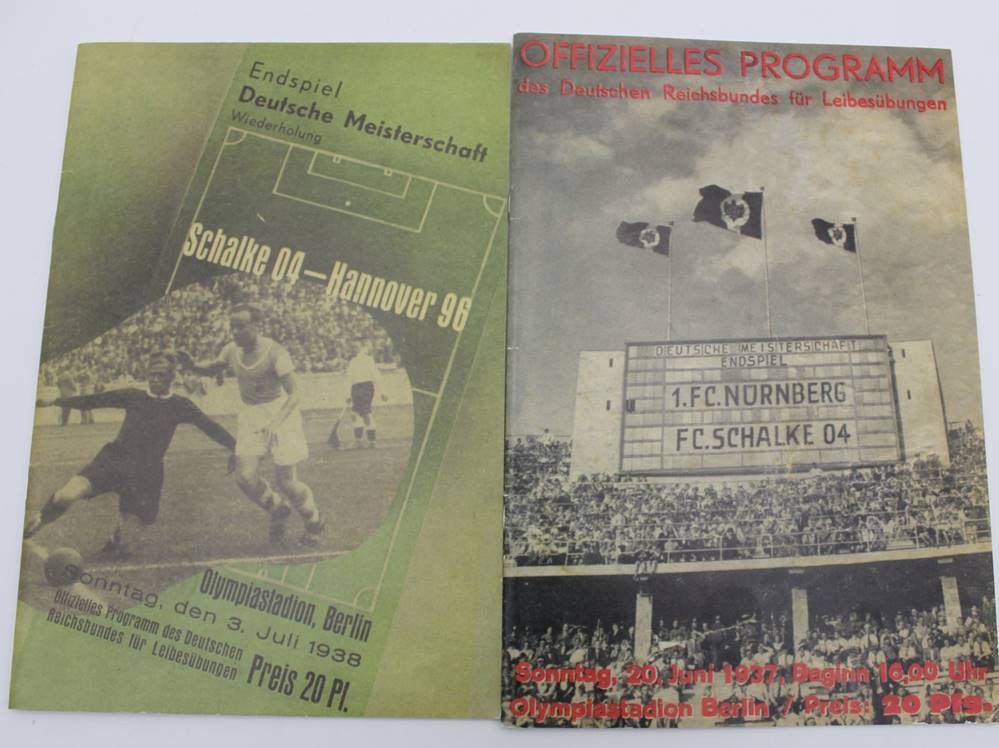 Endspiel
Deutsche Meisterschaft
Wiederholung
Schalke 04 – Hannover 96
Olympiastadion, Berlin
Sonntag, den 3. Juli 1938
Offizielles Programm des Deutschen
Reichsbundes für Leibesübungen
Preis 20 Pf.
OFFIZIELLES PROGRAMM
des Deutschen Reichsbundes für Leibesübungen
DEUTSCHE MEISTERSCHAFT
ENDSPIEL
1.FC.NÜRNBERG
FC.SCHALKE 04
Sonntag, 20. Juni 1937, Beginn 16,00 Uhr
Olympiastadion Berlin / Preis: 20 Pfg.